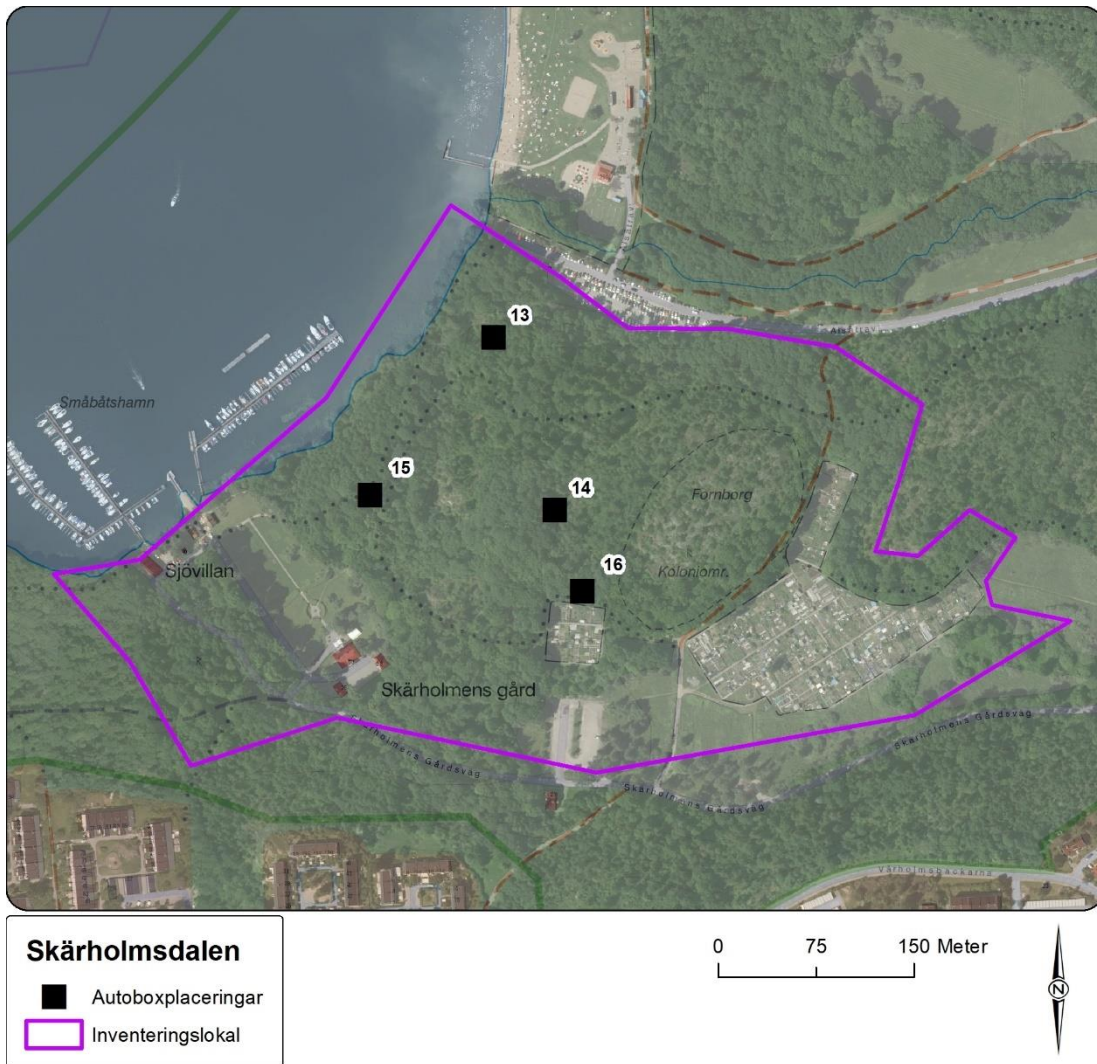 13
Småbåtshamn
15
14
Fornborg
16
Koloniomr.
Sjövillan
Skärholmens gård
Skärholmens Gårdsväg
Skärholmens Gårdsväg
Skärholmens Gårdsväg
Vårholmsbackarna
Skärholmsdalen
Autoboxplaceringar
Inventeringslokal
0 75 150 Meter
N